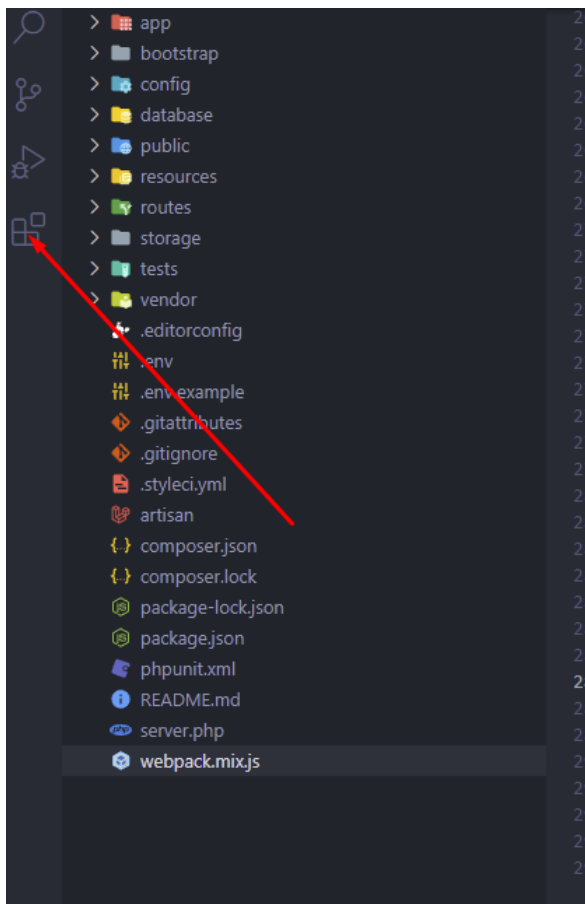 app
bootstrap
config
database
public
resources
routes
storage
tests
vendor
.editorconfig
.env
.env.example
.gitattributes
.gitignore
.styleci.yml
artisan
composer.json
composer.lock
package-lock.json
package.json
phpunit.xml
README.md
server.php
webpack.mix.js